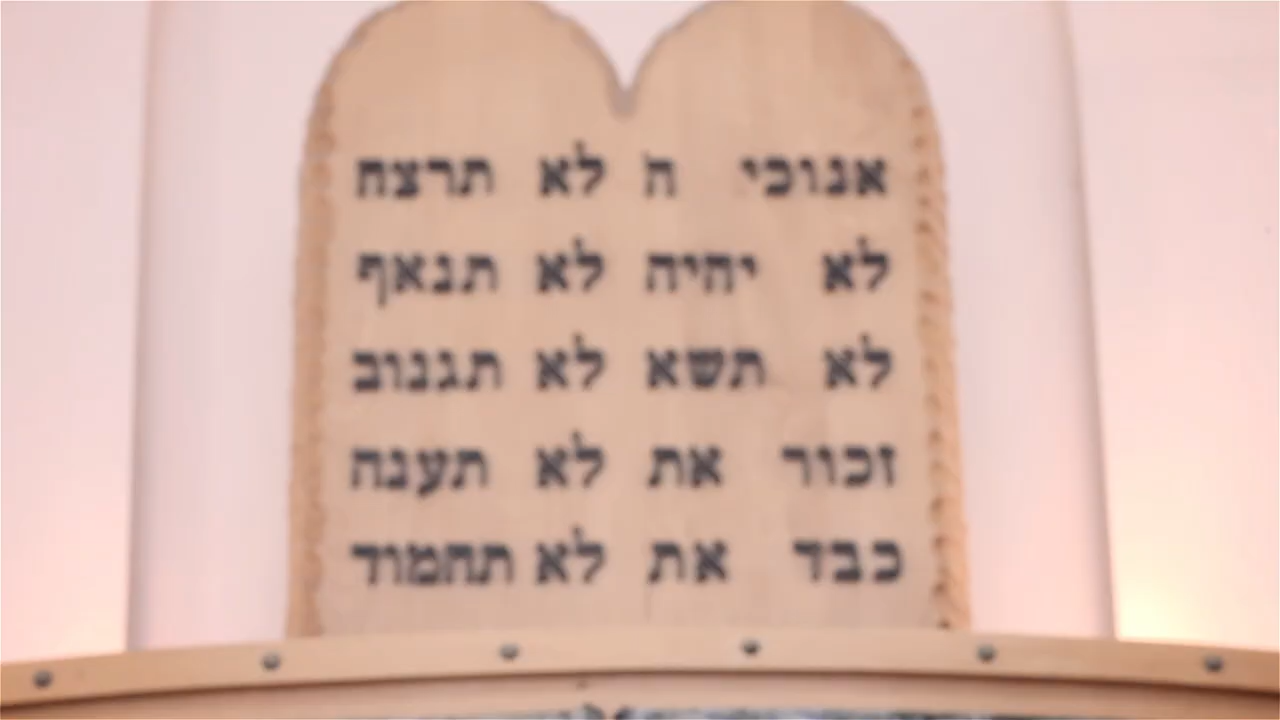 אנוכי ה' לא תרצח
לא יהיה לא תנאף
לא תשא לא תגנוב
זכור את לא תענה
כבד את לא תחמוד